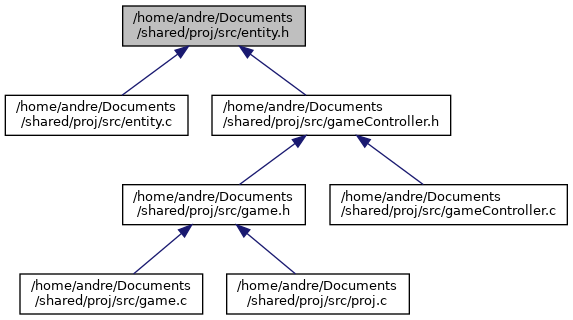 /home/andre/Documents
/shared/proj/src/entity.h
/home/andre/Documents
/shared/proj/src/entity.c
/home/andre/Documents
/shared/proj/src/gameController.h
/home/andre/Documents
/shared/proj/src/game.h
/home/andre/Documents
/shared/proj/src/gameController.c
/home/andre/Documents
/shared/proj/src/game.c
/home/andre/Documents
/shared/proj/src/proj.c